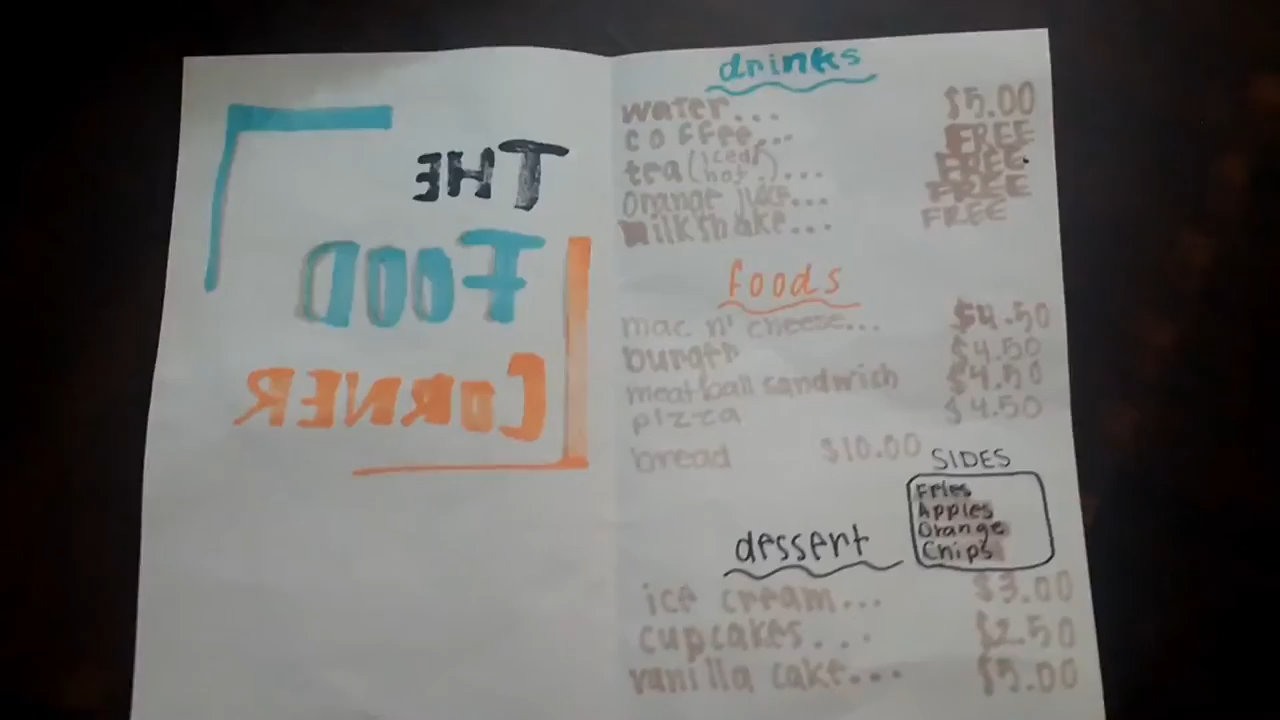 THE
FOOD
CORNER
drinks
water... $5.00
coffee... FREE
tea (iced/hot)... FREE
orange juice... FREE
milkshake... FREE
foods
mac n' cheese... $4.50
burger $4.50
meatball sandwich $4.50
pizza $4.50
bread $10.00
SIDES
Fries
Apples
Orange
Chips
dessert
ice cream... $3.00
cupcakes... $2.50
vanilla cake... $5.00